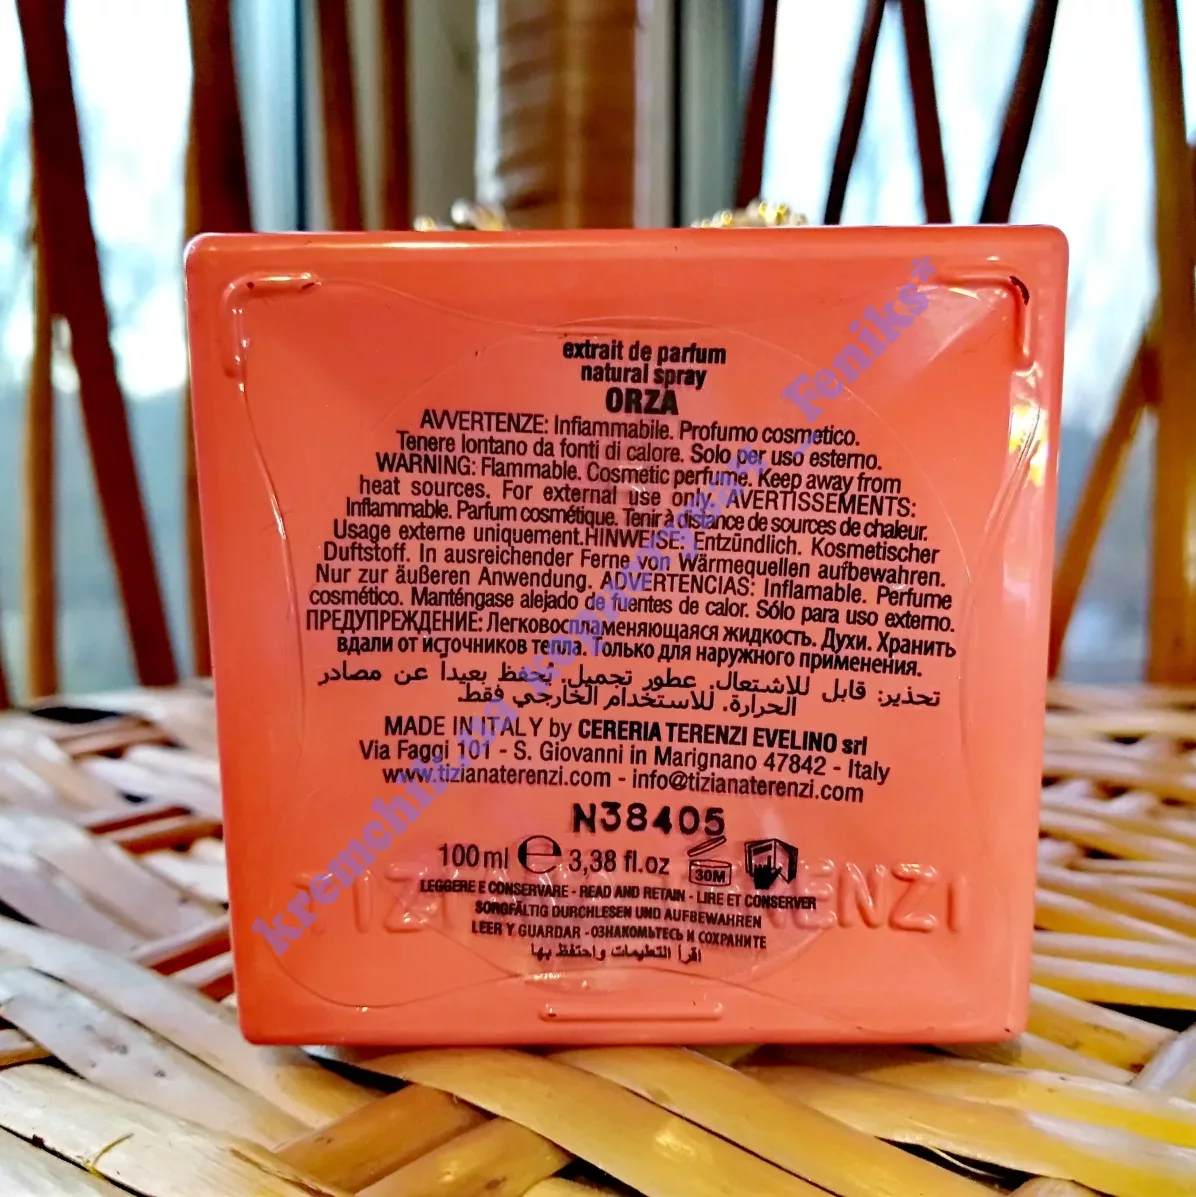 extrait de parfum
natural spray
ORZA
AVVERTENZE: Infiammabile. Profumo cosmetico.
Tenere lontano da fonti di calore. Solo per uso esterno.
WARNING: Flammable. Cosmetic perfume. Keep away from
heat sources. For external use only. AVERTISSEMENTS:
Inflammable. Parfum cosmétique. Tenir à distance de sources de chaleur.
Usage externe uniquement.HINWEISE: Entzündlich. Kosmetischer
Duftstoff. In ausreichender Ferne von Wärmequellen aufbewahren.
Nur zur äußeren Anwendung. ADVERTENCIAS: Inflamable. Perfume
cosmético. Manténgase alejado de fuentes de calor. Sólo para uso externo.
ПРЕДУПРЕЖДЕНИЕ: Легковоспламеняющаяся жидкость. Духи. Хранить
вдали от источников тепла. Только для наружного применения.
تحذير: قابل للاشتعال. عطور تجميل. يحفظ بعيداً عن مصادر
الحرارة. للاستخدام الخارجي فقط
MADE IN ITALY by CERERIA TERENZI EVELINO srl
Via Faggi 101 - S. Giovanni in Marignano 47842 - Italy
www.tizianaterenzi.com - info@tizianaterenzi.com
N38405
100 ml e 3,38 fl.oz 30M
LEGGERE E CONSERVARE - READ AND RETAIN - LIRE ET CONSERVER
SORGFÄLTIG DURCHLESEN UND AUFBEWAHREN
LEER Y GUARDAR - ОЗНАКОМЬТЕСЬ И СОХРАНИТЕ
اقرأ التعليمات واحتفظ بها
TIZI ERENZI
Feniks*